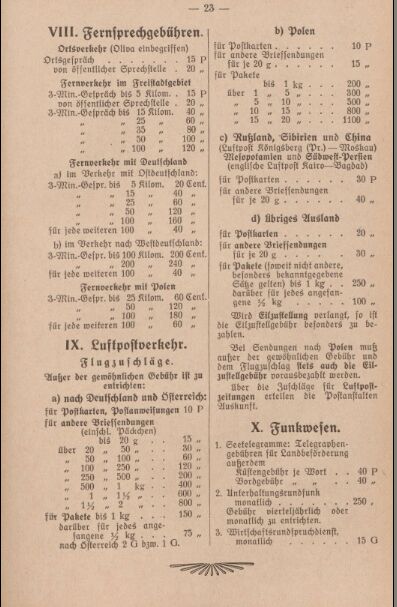 — 23 —
VIII. Fernsprechgebühren.
Ortsverkehr (Oliva einbegriffen)
Ortsgespräch . . . . . . . 15 P
von öffentlicher Sprechstelle . 20 „
Fernverkehr im Freistadtgebiet
3-Min.-Gespräch bis 5 Kilom. . 15 P
von öffentlicher Sprechstelle . 20 „
3-Min.-Gespräch bis 15 Kilom. 40 „
„ „ 25 „ 60 „
„ „ 35 „ 80 „
„ „ 50 „ 100 „
„ „ 100 „ 120 „
Fernverkehr mit Deutschland
a) im Verkehr mit Ostdeutschland:
3-Min.-Gespr. bis 5 Kilom. 20 Cent.
„ „ 15 „ 40 „
„ „ 25 „ 60 „
„ „ 50 „ 120 „
„ „ 100 „ 160 „
für jede weiteren 100 „ 40 „
b) im Verkehr nach Westdeutschland:
3-Min.-Gespr. bis 100 Kilom. 200 Cent.
„ „ 200 „ 240 „
für jede weiteren 100 „ 40 „
Fernverkehr mit Polen
3-Min.-Gespr. bis 25 Kilom. 60 Cent.
„ „ 50 „ 120 „
„ „ 100 „ 180 „
für jede weiteren 100 „ 60 „
IX. Luftpostverkehr.
Flugzuschläge.
Außer der gewöhnlichen Gebühr ist zu
entrichten:
a) nach Deutschland und Österreich:
für Postkarten, Postanweisungen 10 P
für andere Briefsendungen
(einschl. Päckchen)
bis 20 g . . 15 „
über 20 „ 50 „ . . 30 „
„ 50 „ 100 „ . . 60 „
„ 100 „ 250 „ . . 120 „
„ 250 „ 500 „ . . 200 „
„ 500 „ 1 kg . . 400 „
„ 1 „ 1½ „ . . 600 „
„ 1½ „ 2 „ . . 800 „
für Pakete bis 1 kg . . . . 150 „
darüber für jedes ange-
fangene ½ kg . . . . 75 „
nach Österreich 2 G bzw. 1 G.
b) Polen
für Postkarten . . . . . . 10 P
für andere Briefsendungen
für je 20 g . . . . . . 15 „
für Pakete
bis 1 kg . . . 200 „
über 1 „ 5 „ . . . 300 „
„ 5 „ 10 „ . . . 500 „
„ 10 „ 15 „ . . . 800 „
„ 15 „ 20 „ . . . 1100 „
c) Rußland, Sibirien und China
(Luftpost Königsberg (Pr.) — Moskau)
Mesopotamien und Südwest-Persien
(englische Luftpost Kairo—Bagdad)
für Postkarten . . . . . . 30 P
für andere Briefsendungen
für je 20 g . . . . . . 40 „
d) übriges Ausland
für Postkarten . . . . . . 20 „
für andere Briefsendungen
für je 20 g . . . . . . 30 „
für Pakete (soweit nicht andere,
besonders bekanntgegebene
Sätze gelten) bis 1 kg . . 250 „
darüber für jedes angefan-
gene ½ kg . . . . . 100 „
Wird Eilzustellung verlangt, so ist
die Eilzustellgebühr besonders zu be-
zahlen.
Bei Sendungen nach Polen muß
außer der gewöhnlichen Gebühr und
dem Flugzuschlag stets auch die Eil-
zustellgebühr vorausbezahlt werden.
Über die Zuschläge für Luftpost-
zeitungen erteilen die Postanstalten
Auskunft.
X. Funkwesen.
1. Seetelegramme: Telegraphen-
gebühren für Landbeförderung
außerdem
Küstengebühr je Wort . . 40 P
Bordgebühr „ „ . . 40 „
2. Unterhaltungsrundfunk
monatlich . . . . . . . 250 „
Gebühr vierteljährlich oder
monatlich zu entrichten.
3. Wirtschaftsrundspruchdienst,
monatlich . . . . . . 15 G